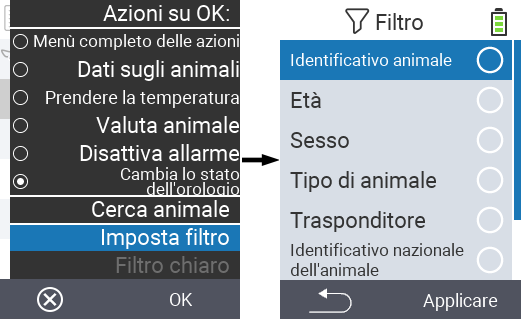 Azioni su OK:
Menù completo delle azioni
Dati sugli animali
Prendere la temperatura
Valuta animale
Disattiva allarme
Cambia lo stato
dell'orologio
Cerca animale
Imposta filtro
Filtro chiaro
OK
Filtro
Identificativo animale
Età
Sesso
Tipo di animale
Trasponditore
Identificativo nazionale
dell'animale
Applicare